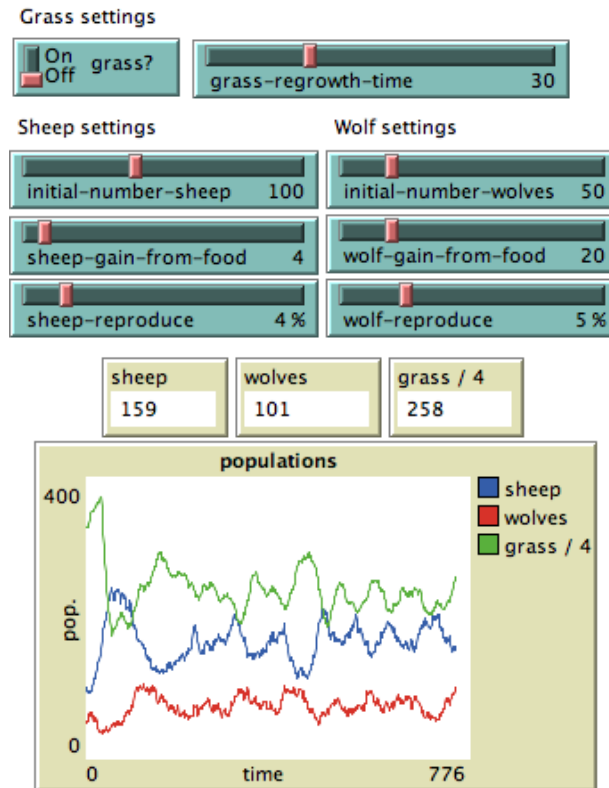 Grass settings
On
Off
grass?
grass-regrowth-time 30
Sheep settings
Wolf settings
initial-number-sheep 100
initial-number-wolves 50
sheep-gain-from-food 4
wolf-gain-from-food 20
sheep-reproduce 4 %
wolf-reproduce 5 %
sheep
159
wolves
101
grass / 4
258
populations
400
pop.
0
0
time
776
sheep
wolves
grass / 4